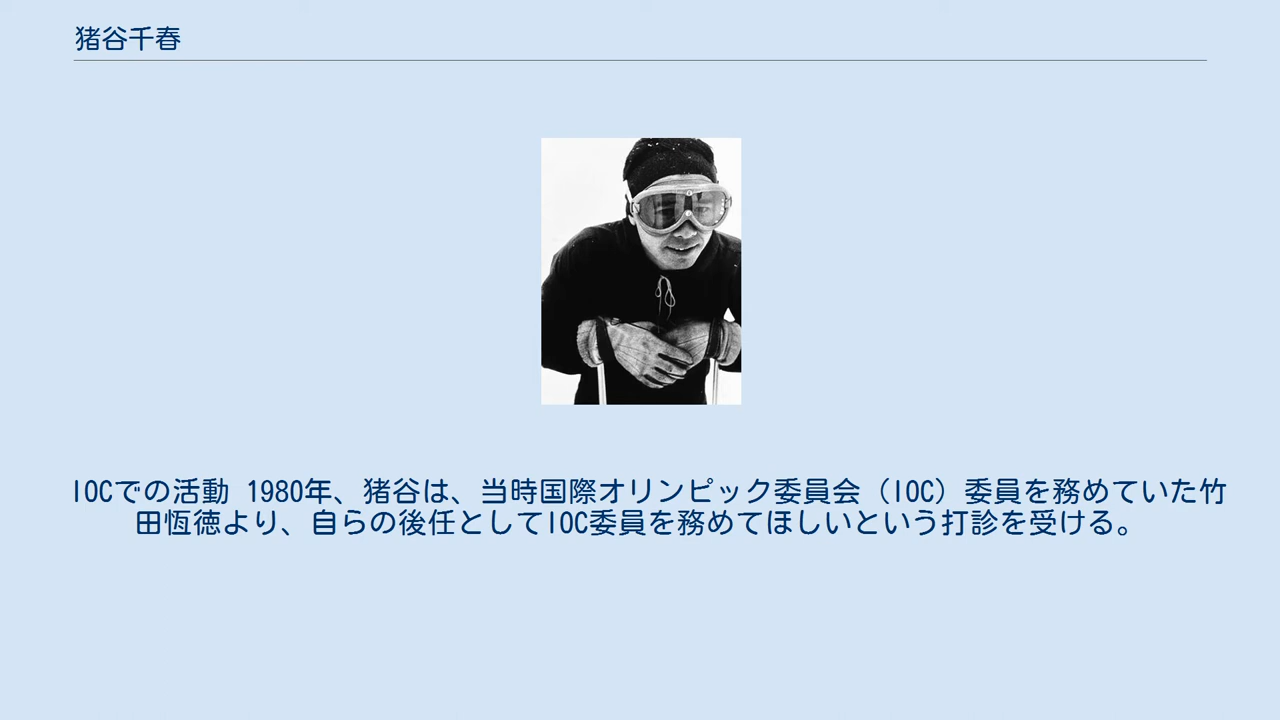 猪谷千春
IOCでの活動 1980年、猪谷は、当時国際オリンピック委員会（IOC）委員を務めていた竹
田恆徳より、自らの後任としてIOC委員を務めてほしいという打診を受ける。